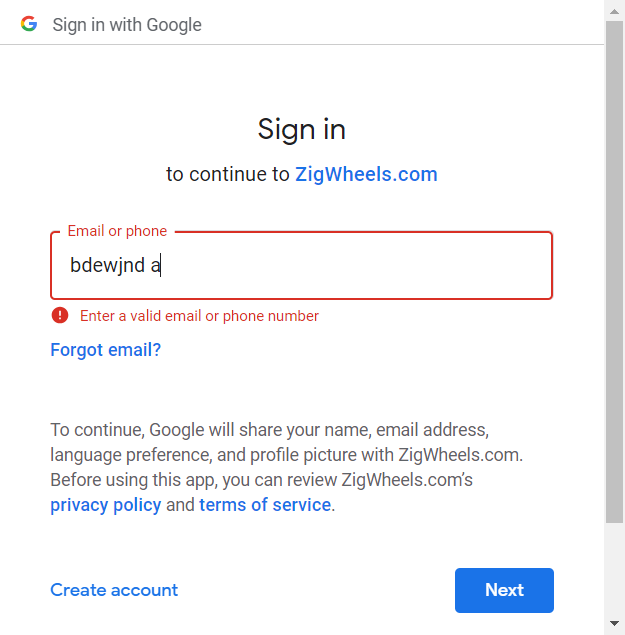 Sign in with Google
Sign in
to continue to ZigWheels.com
Email or phone
bdewjnd a
Enter a valid email or phone number
Forgot email?
To continue, Google will share your name, email address,
language preference, and profile picture with ZigWheels.com.
Before using this app, you can review ZigWheels.com's
privacy policy and terms of service.
Create account
Next